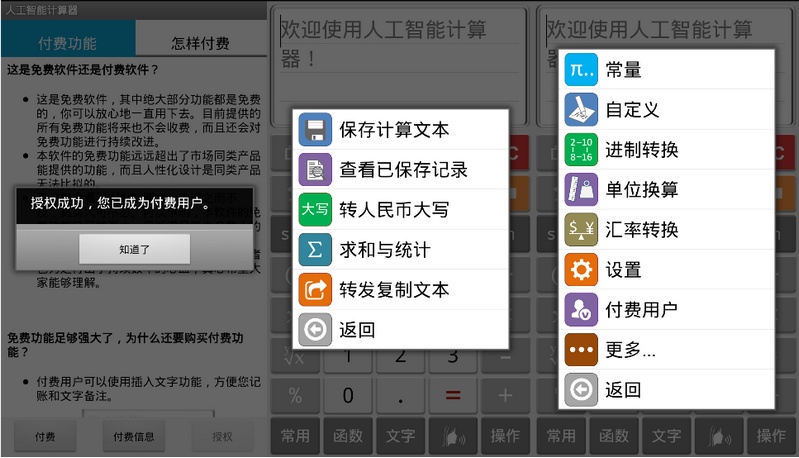 人工智能计算器
付费功能
怎样付费
这是免费软件还是付费软件？
这是免费软件，其中绝大部分功能都是免费
的，你可以放心地一直用下去。目前提供的
所有免费功能将来也不会收费，而且还会对
免费功能进行持续改进。
本软件的免费功能远远超出了市场同类产品
能提供的功能，而且人性化设计是同类产品
无法比拟的。
授权成功，您已成为付费用户。
知道了
家能够理解。
免费功能足够强大了，为什么还要购买付费功
能？
付费用户可以使用插入文字功能，方便您记
账和文字备注。
付费
付费信息
授权
欢迎使用人工智能计算
器！
保存计算文本
查看已保存记录
大写
转人民币大写
Σ
求和与统计
转发复制文本
返回
∛x
1
2
3
−
%
0
.
=
+
常用
函数
文字
操作
欢迎使用人工智能计算
器！
π..
常量
自定义
2-10
8-16
进制转换
单位换算
$ ¥
汇率转换
设置
付费用户
更多...
返回
常用
函数
文字
操作